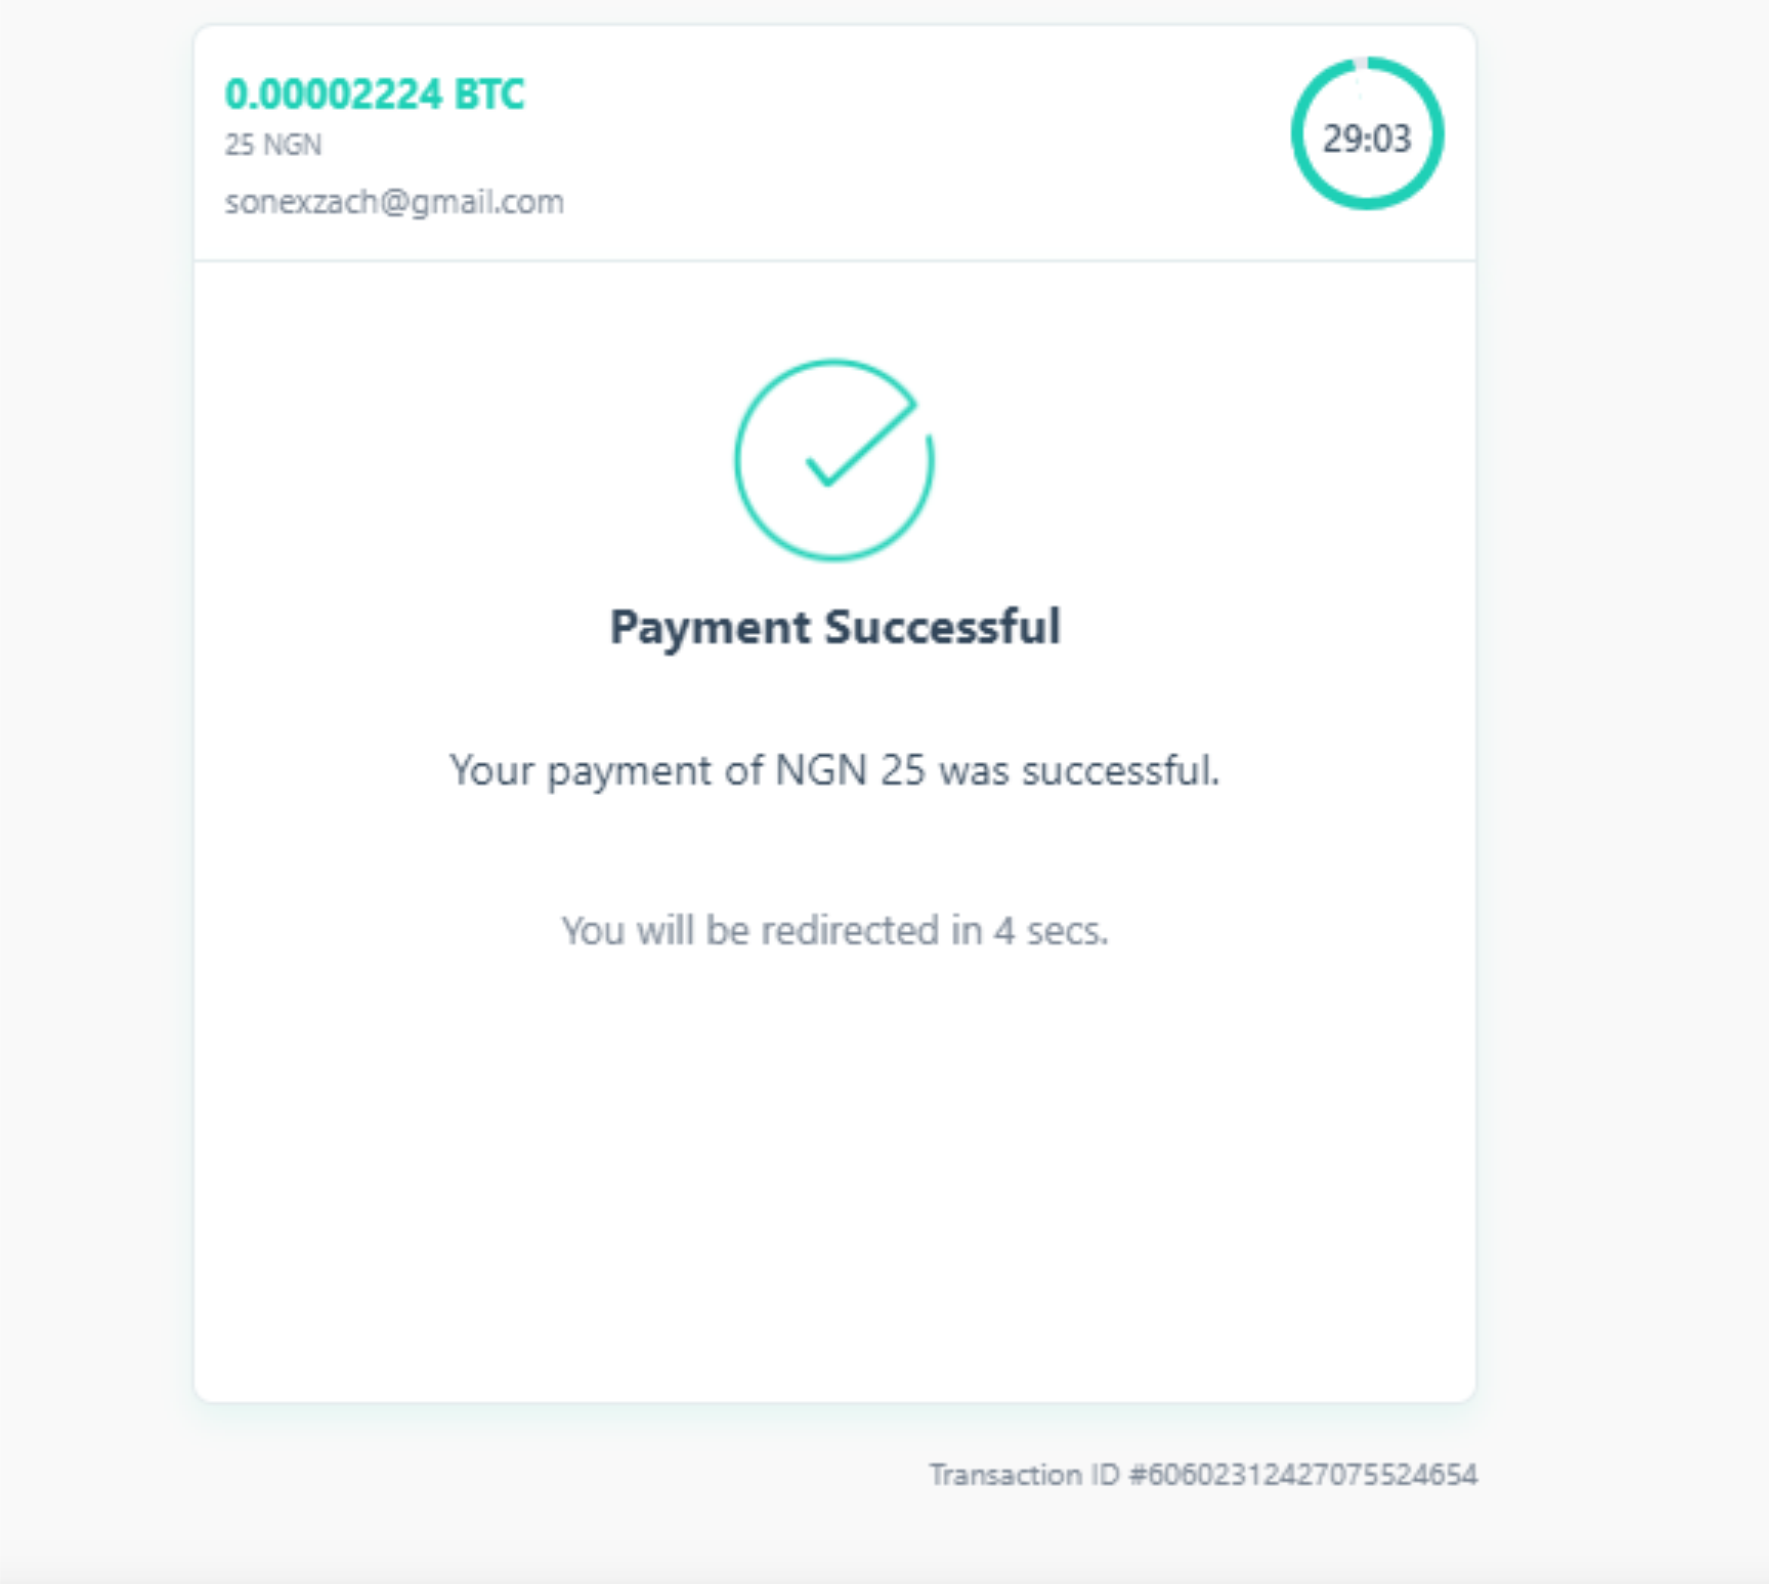 0.00002224 BTC
25 NGN
sonexzach@gmail.com
29:03
Payment Successful
Your payment of NGN 25 was successful.
You will be redirected in 4 secs.
Transaction ID #60602312427075524654